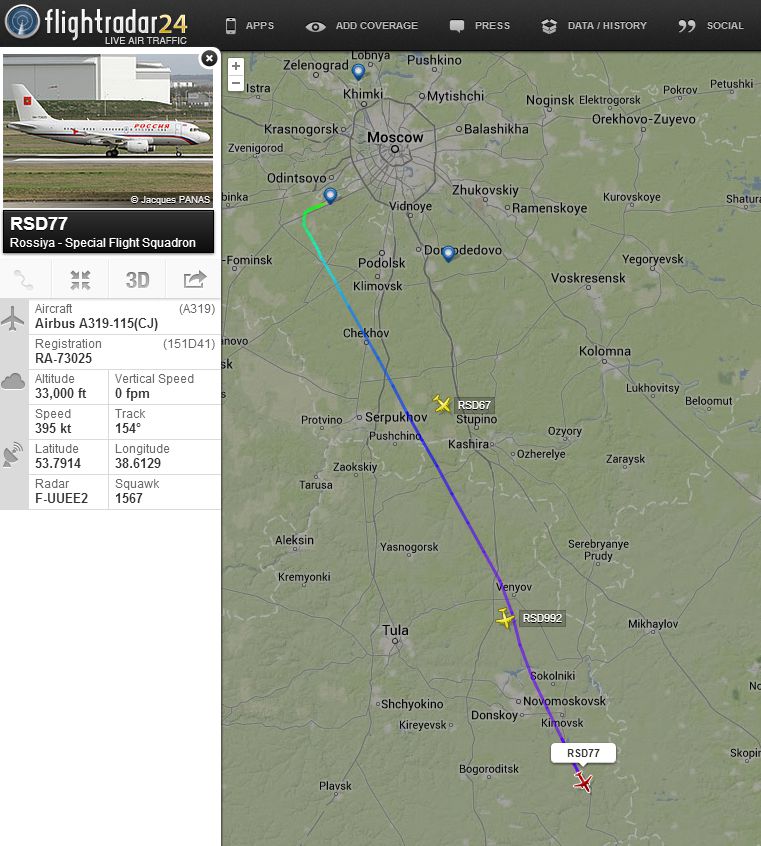 flightradar24
LIVE AIR TRAFFIC
APPS
ADD COVERAGE
PRESS
DATA / HISTORY
SOCIAL
РОССИЯ
© Jacques PANAS
RSD77
Rossiya - Special Flight Squadron
3D
Aircraft (A319)
Airbus A319-115(CJ)
Registration (151D41)
RA-73025
Altitude Vertical Speed
33,000 ft 0 fpm
Speed Track
395 kt 154°
Latitude Longitude
53.7914 38.6129
Radar Squawk
F-UUEE2 1567
+
−
Lobnya
Zelenograd
Pushkino
Istra
Khimki
Mytishchi
Noginsk
Elektrogorsk
Pokrov
Petushki
Orekhovo-Zuyevo
Krasnogorsk
Moscow
Balashikha
Zvenigorod
Odintsovo
binka
Vidnoye
Zhukovskiy
Ramenskoye
Kurovskoye
Shatura
-Fominsk
Podolsk
Domodedovo
Yegoryevsk
Klimovsk
Voskresensk
Chekhov
anovo
sk
Kolomna
Lukhovitsy
Beloomut
RSD67
Protvino
Serpukhov
Stupino
Pushchino
Kashira
Ozyory
Ozherelye
Zaraysk
Zaokskiy
Tarusa
Aleksin
Yasnogorsk
Serebryanye
Prudy
Kremyonki
Venyov
RSD992
Tula
Mikhaylov
Sokolniki
No
Shchyokino
Novomoskovsk
Donskoy
Kimovsk
Kireyevsk
RSD77
Skopin
Bogoroditsk
Plavsk